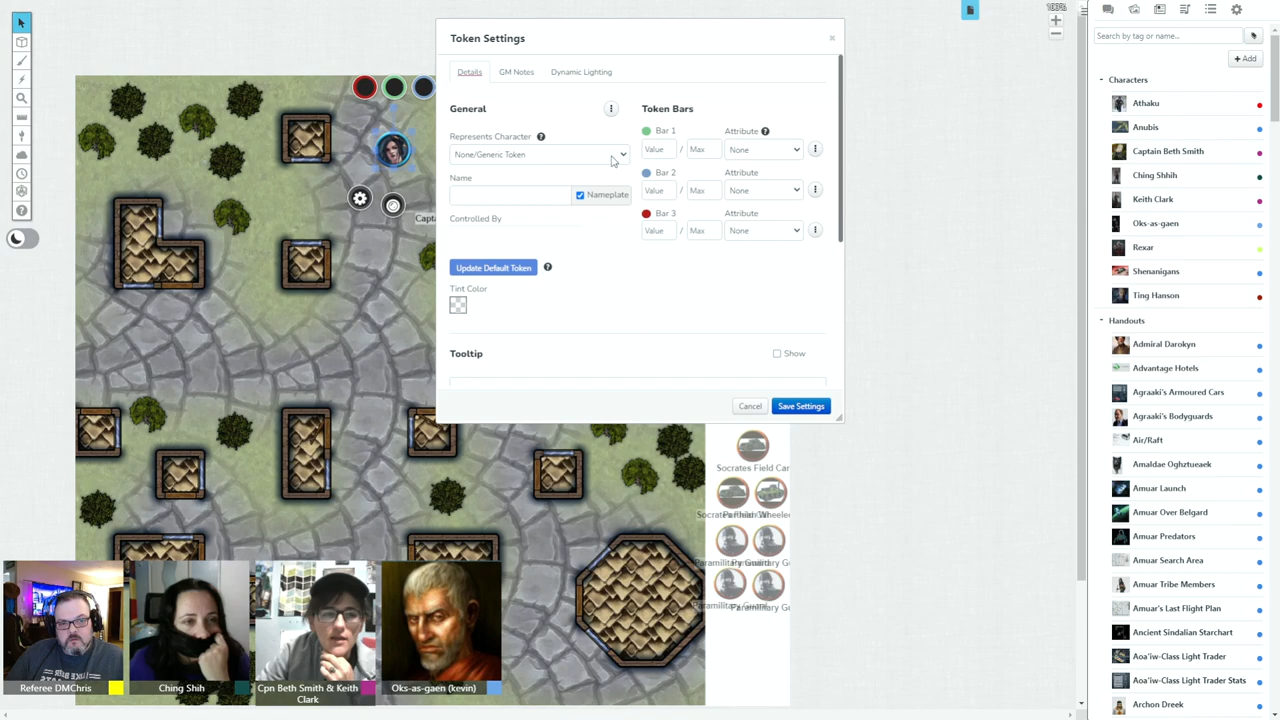 Token Settings
×
Details
GM Notes
Dynamic Lighting
General
Represents Character
None/Generic Token
Name
Nameplate
Controlled By
Update Default Token
Tint Color
Token Bars
Bar 1
Attribute
Value / Max
None
Bar 2
Attribute
Value / Max
None
Bar 3
Attribute
Value / Max
None
Tooltip
Show
Cancel
Save Settings
100%
Capta
Socrates Field Car
Paramilitary Go
Referee DMChris
Ching Shih
Cpn Beth Smith & Keith
Clark
Oks-as-gaen (kevin)
Search by tag or name...
+ Add
Characters
Athaku
Anubis
Captain Beth Smith
Ching Shhih
Keith Clark
Oks-as-gaen
Rexar
Shenanigans
Ting Hanson
Handouts
Admiral Darokyn
Advantage Hotels
Agraaki's Armoured Cars
Agraaki's Bodyguards
Air/Raft
Amaldae Oghztueaek
Amuar Launch
Amuar Over Belgard
Amuar Predators
Amuar Search Area
Amuar Tribe Members
Amuar's Last Flight Plan
Ancient Sindalian Starchart
Aoa'iw-Class Light Trader
Aoa'iw-Class Light Trader Stats
Archon Dreek